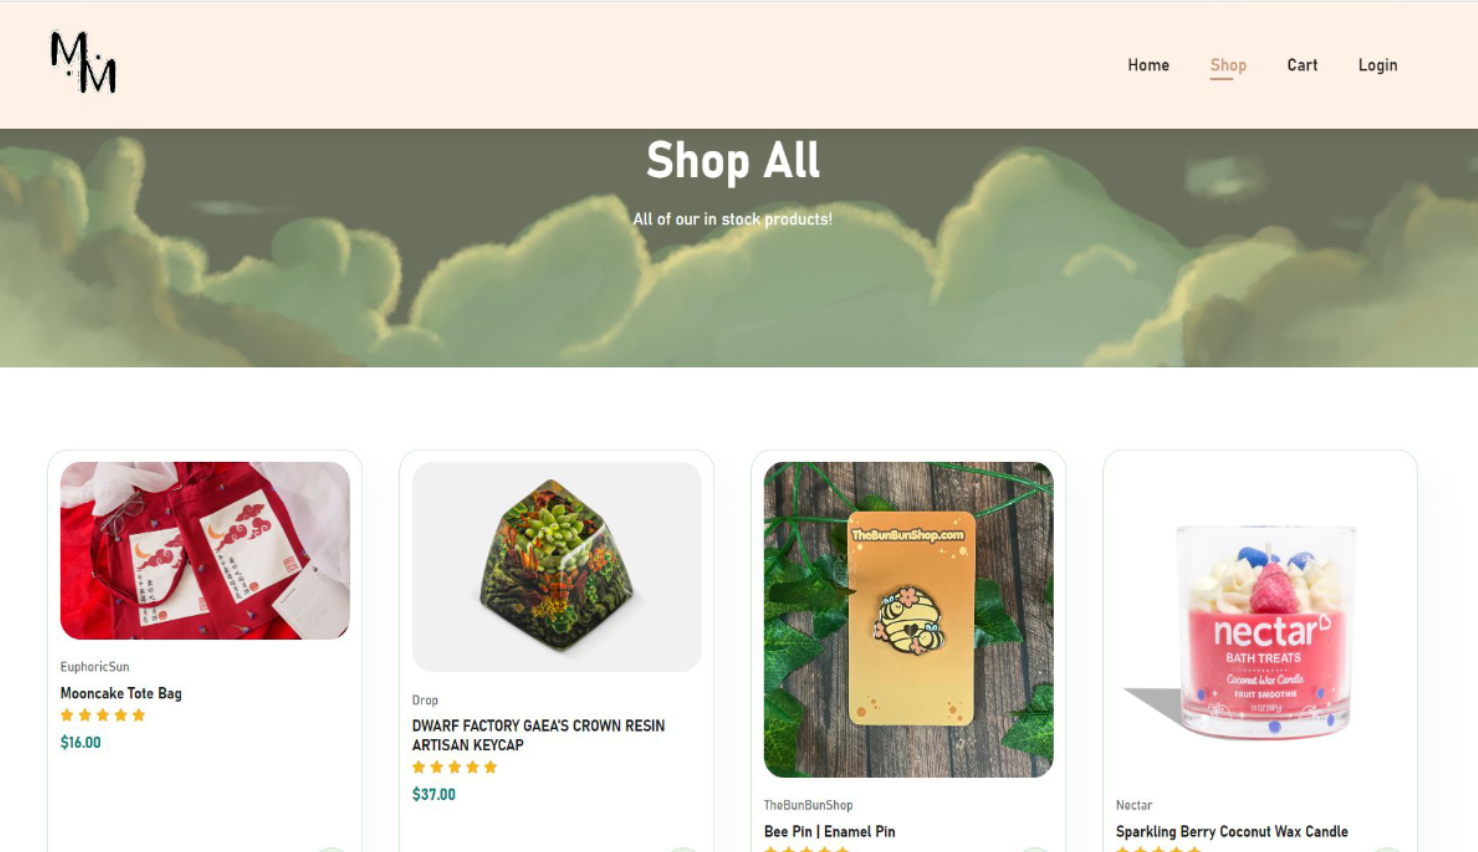 M
M
Home
Shop
Cart
Login
Shop All
All of our in stock products!
EuphoricSun
Mooncake Tote Bag
$16.00
Drop
DWARF FACTORY GAEA'S CROWN RESIN
ARTISAN KEYCAP
$37.00
TheBunBunShop.com
TheBunBunShop
Bee Pin | Enamel Pin
nectar
BATH TREATS
Coconut Wax Candle
FRUIT SMOOTHIE
Nectar
Sparkling Berry Coconut Wax Candle